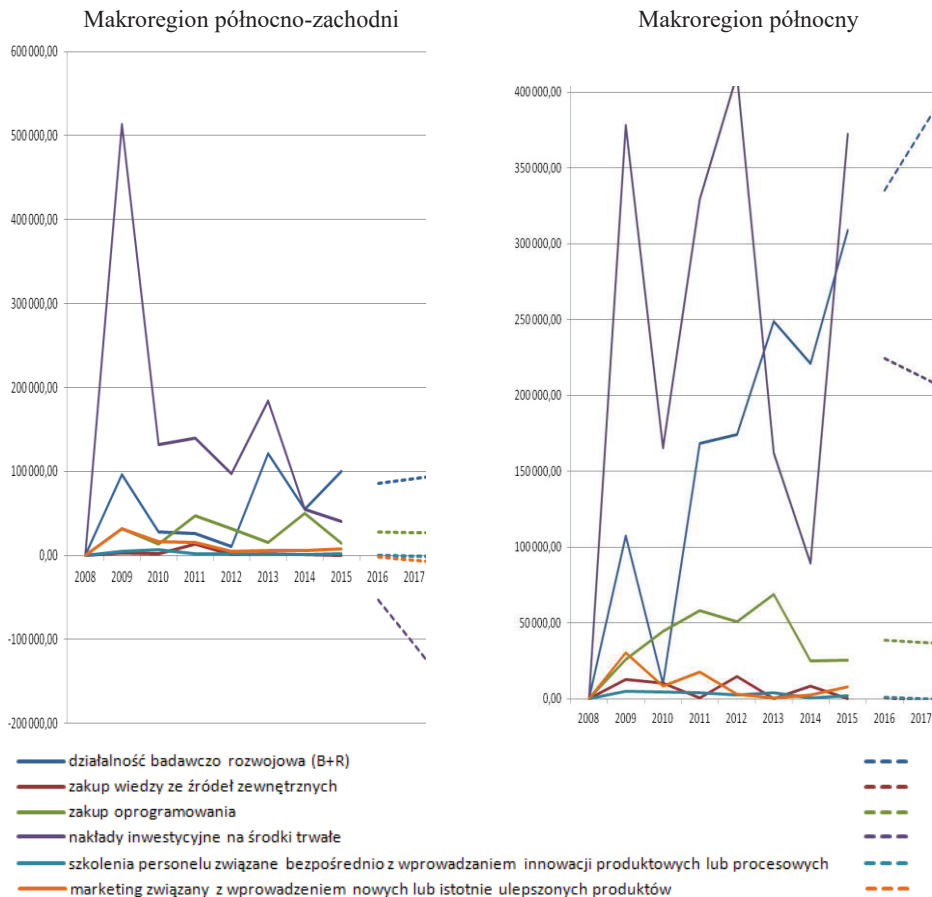 Makroregion północno-zachodni
600 000,00
500 000,00
400 000,00
300 000,00
200 000,00
100 000,00
0,00
-100 000,00
-200 000,00
2008 2009 2010 2011 2012 2013 2014 2015 2016 2017
Makroregion północny
400 000,00
350 000,00
300 000,00
250 000,00
200 000,00
150 000,00
100 000,00
50 000,00
0,00
2008 2009 2010 2011 2012 2013 2014 2015 2016 2017
działalność badawczo rozwojowa (B+R)
zakup wiedzy ze źródeł zewnętrznych
zakup oprogramowania
nakłady inwestycyjne na środki trwałe
szkolenia personelu związane bezpośrednio z wprowadzaniem innowacji produktowych lub procesowych
marketing związany z wprowadzeniem nowych lub istotnie ulepszonych produktów